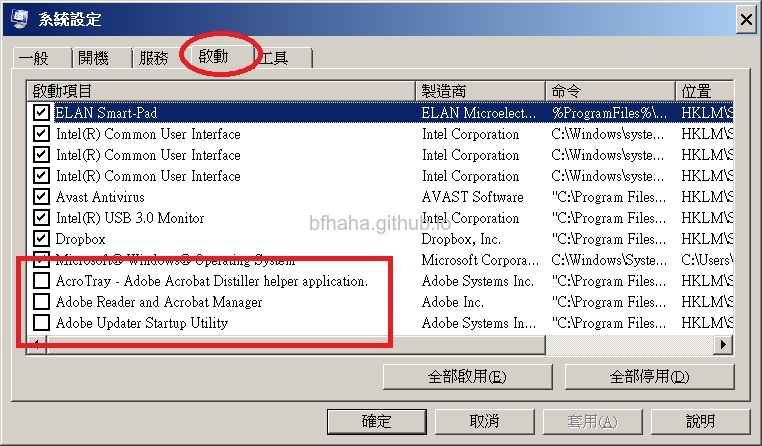 系統設定
一般 開機 服務 啟動 工具
啟動項目 製造商 命令 位置
ELAN Smart-Pad ELAN Microelect... %ProgramFiles%\... HKLM\S
Intel(R) Common User Interface Intel Corporation C:\Windows\syste... HKLM\S
Intel(R) Common User Interface Intel Corporation C:\Windows\syste... HKLM\S
Intel(R) Common User Interface Intel Corporation C:\Windows\syste... HKLM\S
Avast Antivirus AVAST Software "C:\Program Files... HKLM\S
Intel(R) USB 3.0 Monitor Intel Corporation "C:\Program Files... HKLM\S
bfhaha.github.io
Dropbox Dropbox, Inc. "C:\Program Files... HKLM\S
Microsoft® Windows® Operating System Microsoft Corpora... C:\Windows\Syste... C:\Users\
AcroTray - Adobe Acrobat Distiller helper application. Adobe Systems Inc. "C:\Program Files... HKLM\S
Adobe Reader and Acrobat Manager Adobe Inc. "C:\Program Files... HKLM\S
Adobe Updater Startup Utility Adobe Systems In... "C:\Program Files... HKLM\S
全部啟用(E) 全部停用(D)
確定 取消 套用(A) 說明